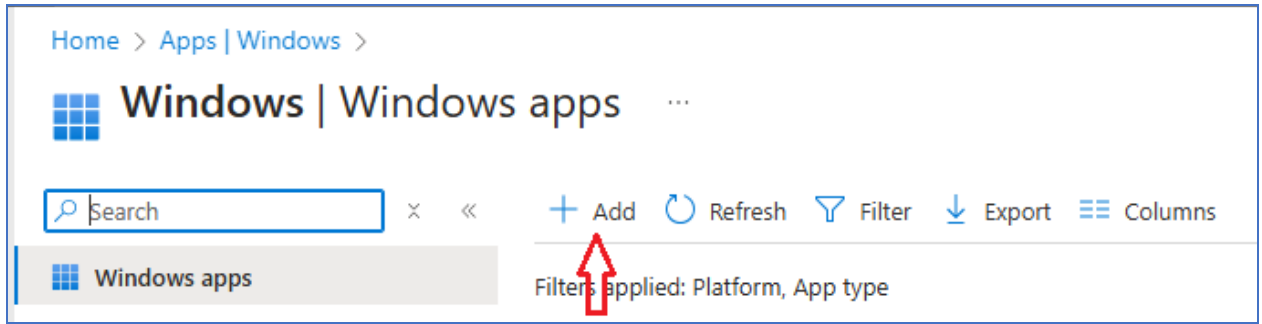 Home > Apps | Windows >
Windows | Windows apps ...
Search
Add Refresh Filter Export Columns
Windows apps
Filters applied: Platform, App type